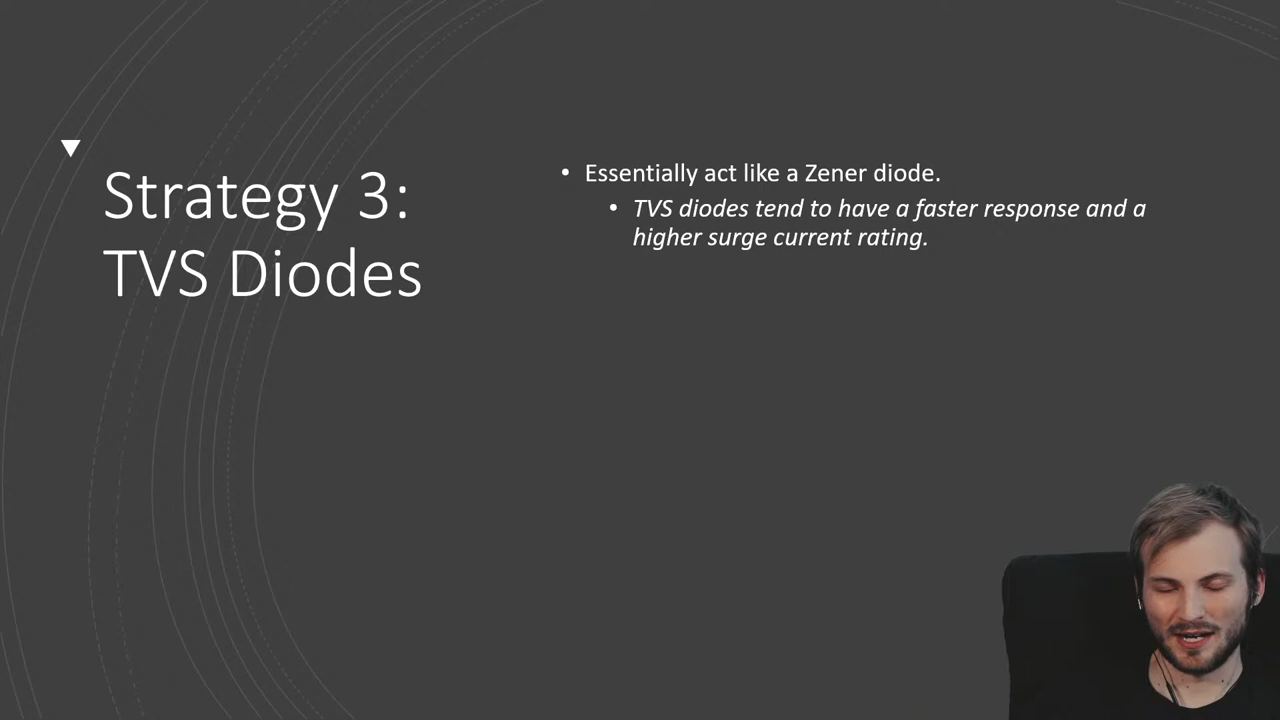 Strategy 3:
TVS Diodes
• Essentially act like a Zener diode.
• TVS diodes tend to have a faster response and a
higher surge current rating.